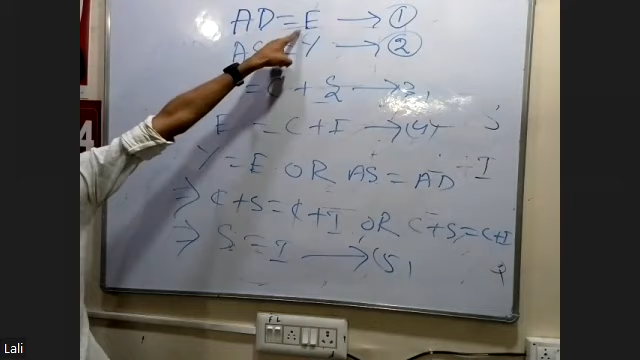 AD = E → ①
AS = Y → ②
= C + S → 3,
E = C + I → (4)
Y = E OR AS = AD
⇒ C + S = C + I OR C + S = C + I
⇒ S = I → (5)
Lali